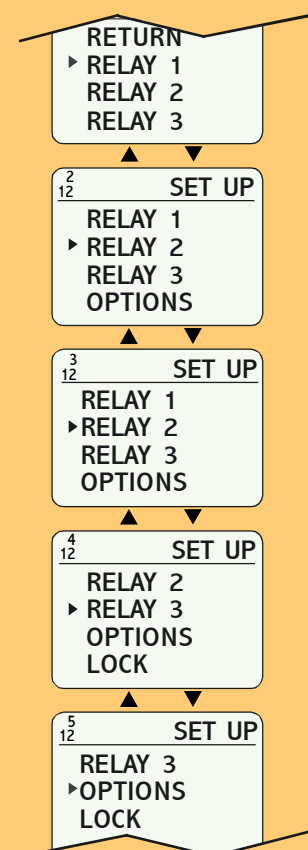 RETURN
RELAY 1
RELAY 2
RELAY 3
2
12 SET UP
RELAY 1
RELAY 2
RELAY 3
OPTIONS
3
12 SET UP
RELAY 1
RELAY 2
RELAY 3
OPTIONS
4
12 SET UP
RELAY 2
RELAY 3
OPTIONS
LOCK
5
12 SET UP
RELAY 3
OPTIONS
LOCK